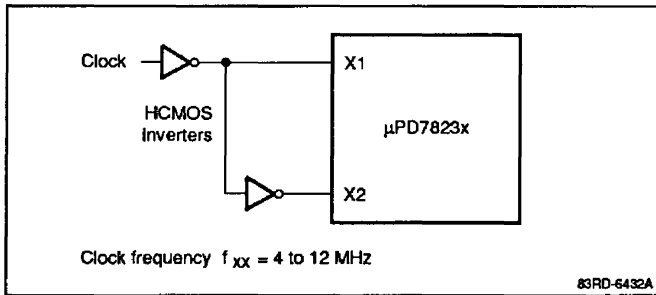 Clock
X1
HCMOS
Inverters
μPD7823x
X2
Clock frequency f XX = 4 to 12 MHz
83RD-6432A